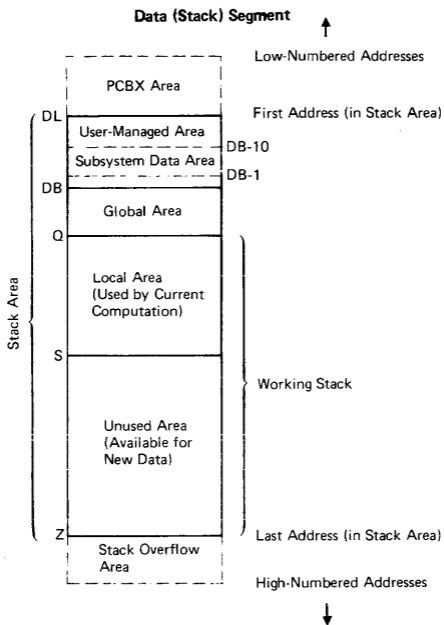 Data (Stack) Segment
Low-Numbered Addresses
PCBX Area
DL
First Address (in Stack Area)
User-Managed Area
DB-10
Subsystem Data Area
DB-1
DB
Global Area
Q
Local Area
(Used by Current
Computation)
Stack Area
S
Working Stack
Unused Area
(Available for
New Data)
Z
Last Address (in Stack Area)
Stack Overflow
Area
High-Numbered Addresses